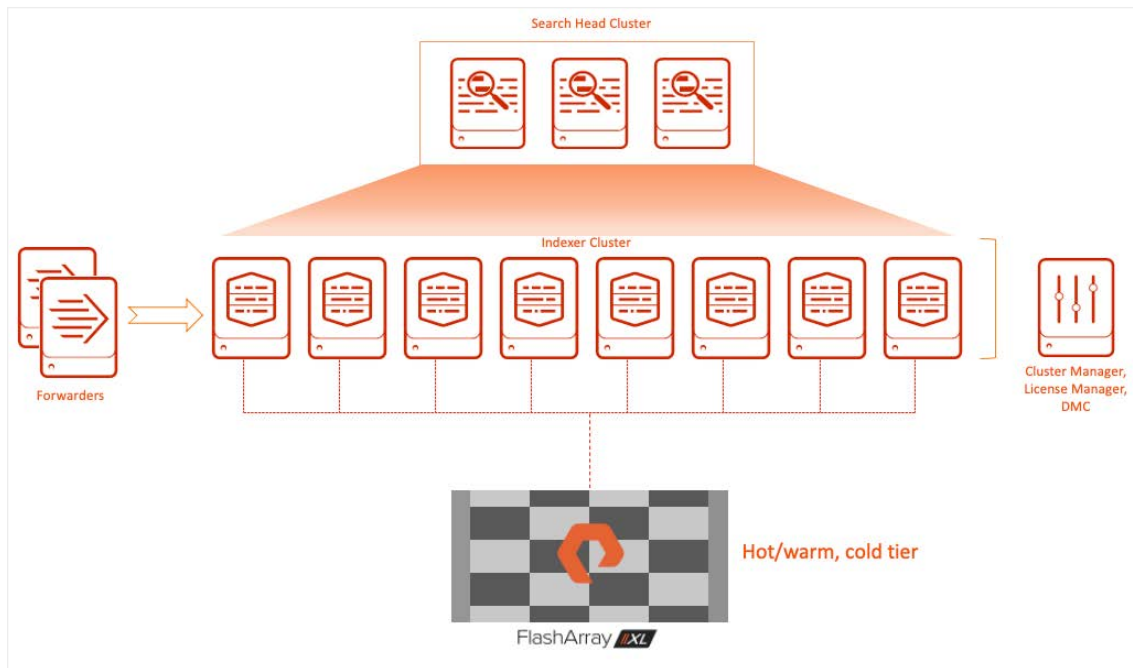 Search Head Cluster
Indexer Cluster
Forwarders
Cluster Manager,
License Manager,
DMC
Hot/warm, cold tier
FlashArray //XL